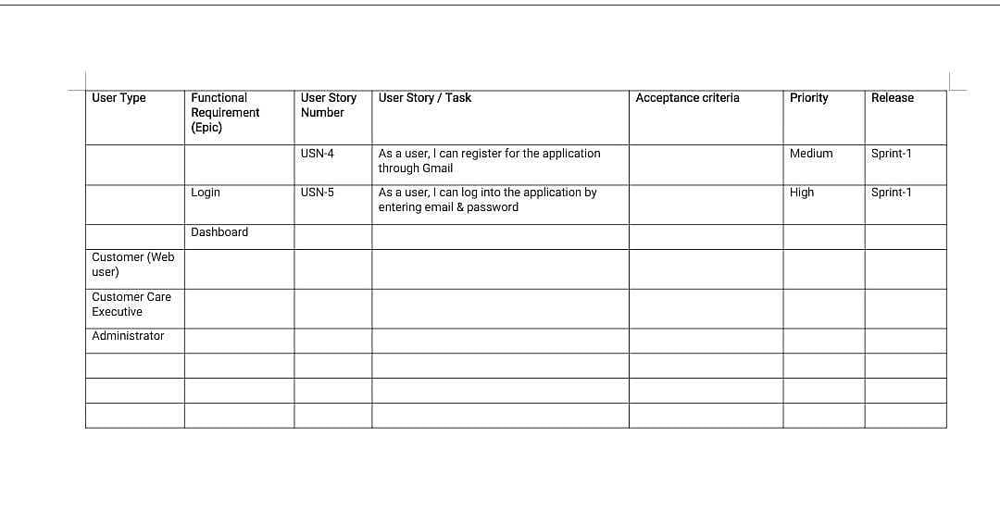 User Type Functional Requirement (Epic) User Story Number User Story / Task Acceptance criteria Priority Release
USN-4 As a user, I can register for the application through Gmail Medium Sprint-1
Login USN-5 As a user, I can log into the application by entering email & password High Sprint-1
Dashboard
Customer (Web user)
Customer Care Executive
Administrator